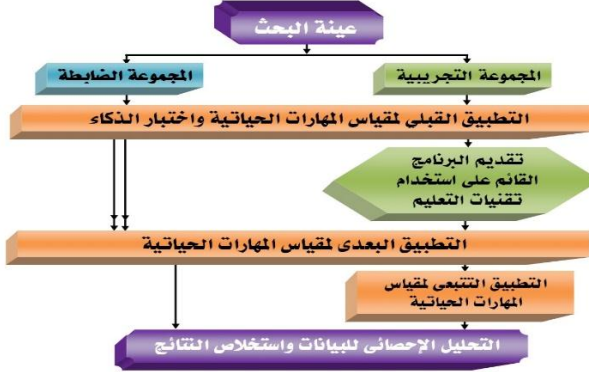 عينة البحث
المجموعة التجريبية
المجموعة الضابطة
التطبيق القبلى لمقياس المهارات الحياتية واختبار الذكاء
تقديم البرنامج
القائم على استخدام
تقنيات التعليم
التطبيق البعدى لمقياس المهارات الحياتية
التطبيق التتبعى لمقياس
المهارات الحياتية
التحليل الإحصائى للبيانات واستخلاص النتائج